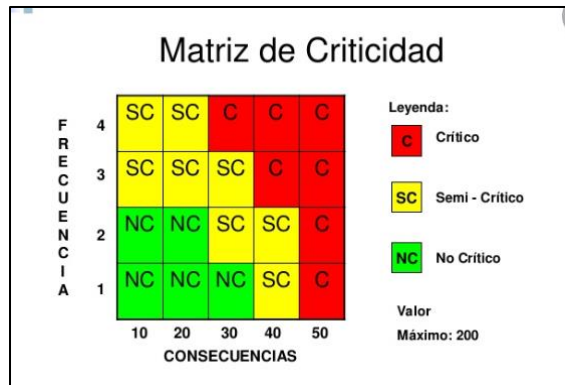 Matriz de Criticidad
FRECUENCIA
4 SC SC C C C
3 SC SC SC C C
2 NC NC SC SC C
1 NC NC NC SC C
10 20 30 40 50
CONSECUENCIAS
Leyenda:
C Crítico
SC Semi - Crítico
NC No Crítico
Valor
Máximo: 200